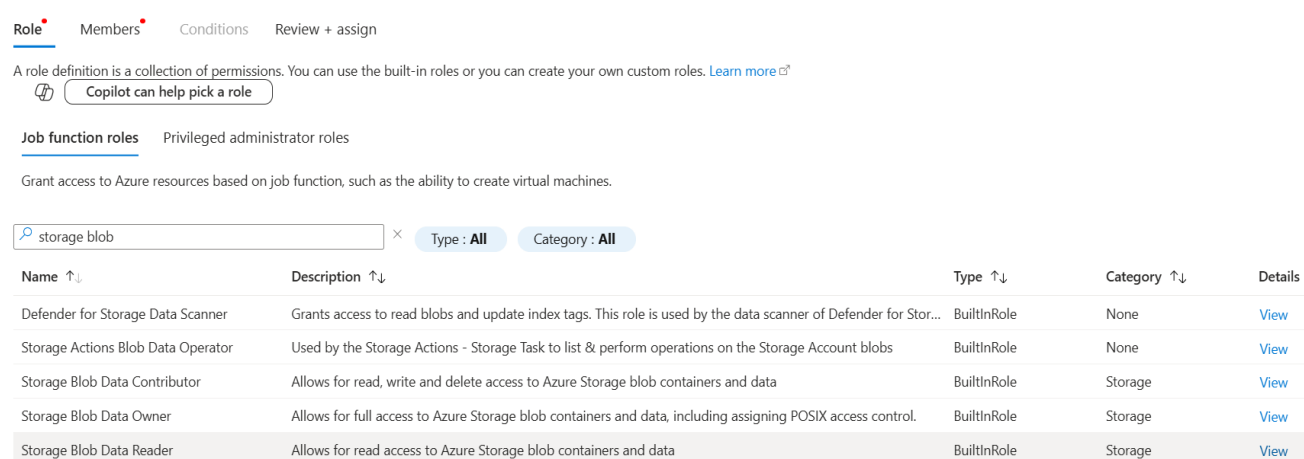 Role Members Conditions Review + assign
A role definition is a collection of permissions. You can use the built-in roles or you can create your own custom roles. Learn more
Copilot can help pick a role
Job function roles Privileged administrator roles
Grant access to Azure resources based on job function, such as the ability to create virtual machines.
storage blob Type : All Category : All
Name Description Type Category Details
Defender for Storage Data Scanner Grants access to read blobs and update index tags. This role is used by the data scanner of Defender for Stor... BuiltInRole None View
Storage Actions Blob Data Operator Used by the Storage Actions - Storage Task to list & perform operations on the Storage Account blobs BuiltInRole None View
Storage Blob Data Contributor Allows for read, write and delete access to Azure Storage blob containers and data BuiltInRole Storage View
Storage Blob Data Owner Allows for full access to Azure Storage blob containers and data, including assigning POSIX access control. BuiltInRole Storage View
Storage Blob Data Reader Allows for read access to Azure Storage blob containers and data BuiltInRole Storage View